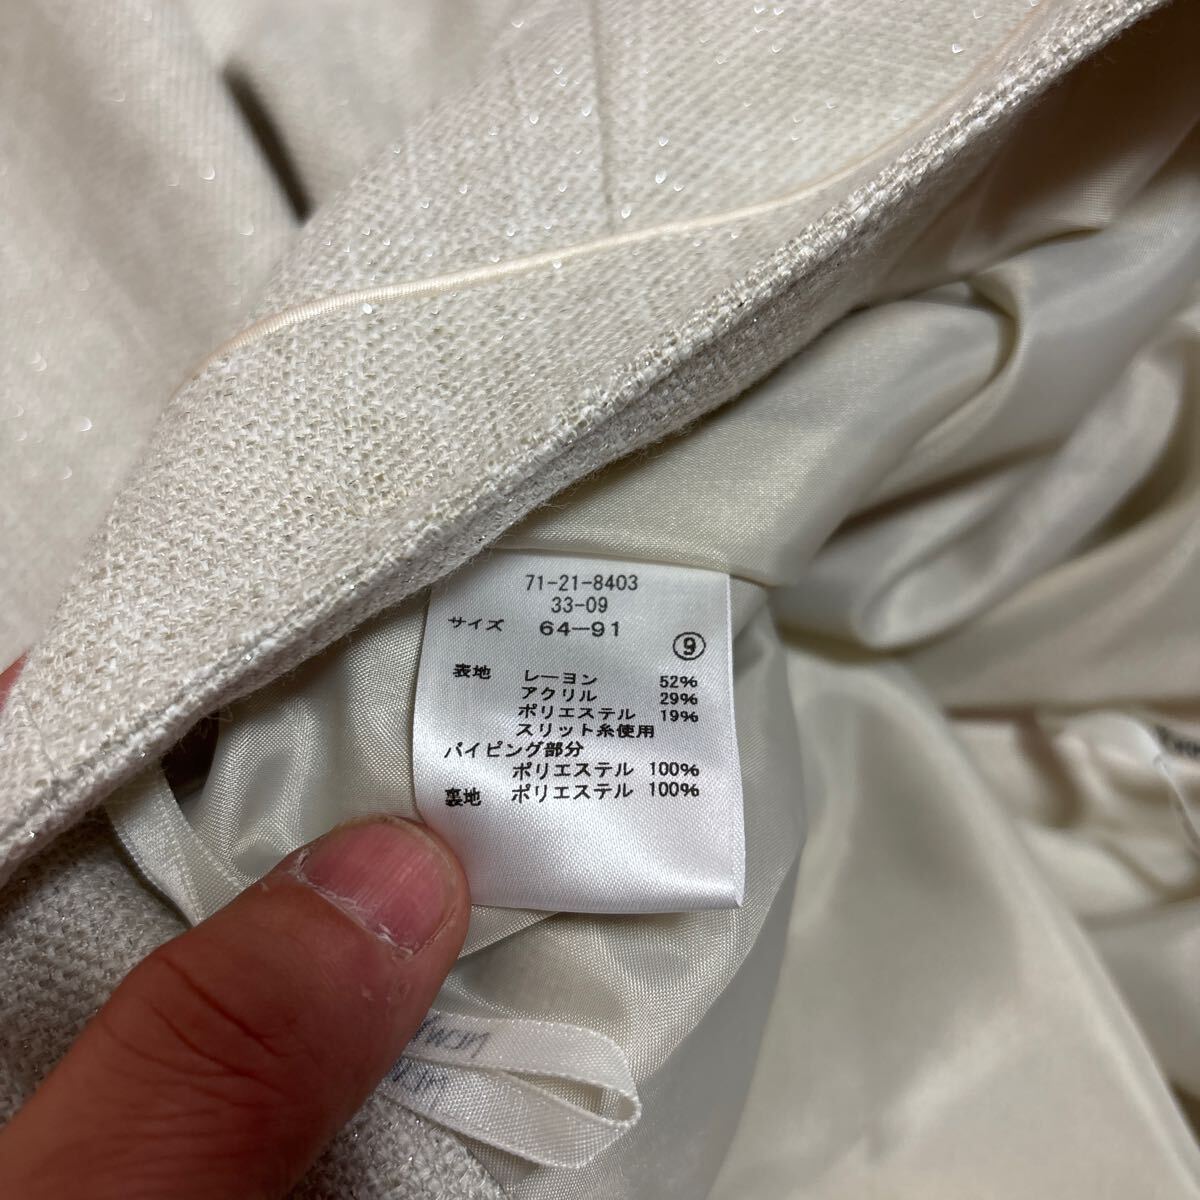 71-21-8403
33-09
サイズ 64-91
⑨
表地 レーヨン 52%
アクリル 29%
ポリエステル 19%
スリット糸使用
パイピング部分
ポリエステル 100%
裏地 ポリエステル 100%